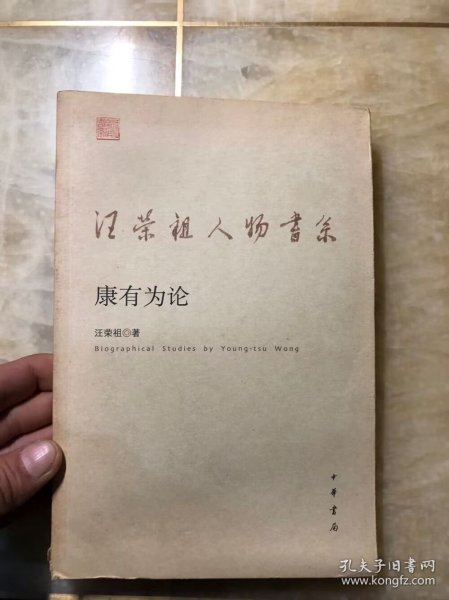 汪荣祖人物书系
康有为论
汪荣祖◎著
Biographical Studies by Young-tsu Wong
中华书局
孔夫子旧书网
www.kongfz.com